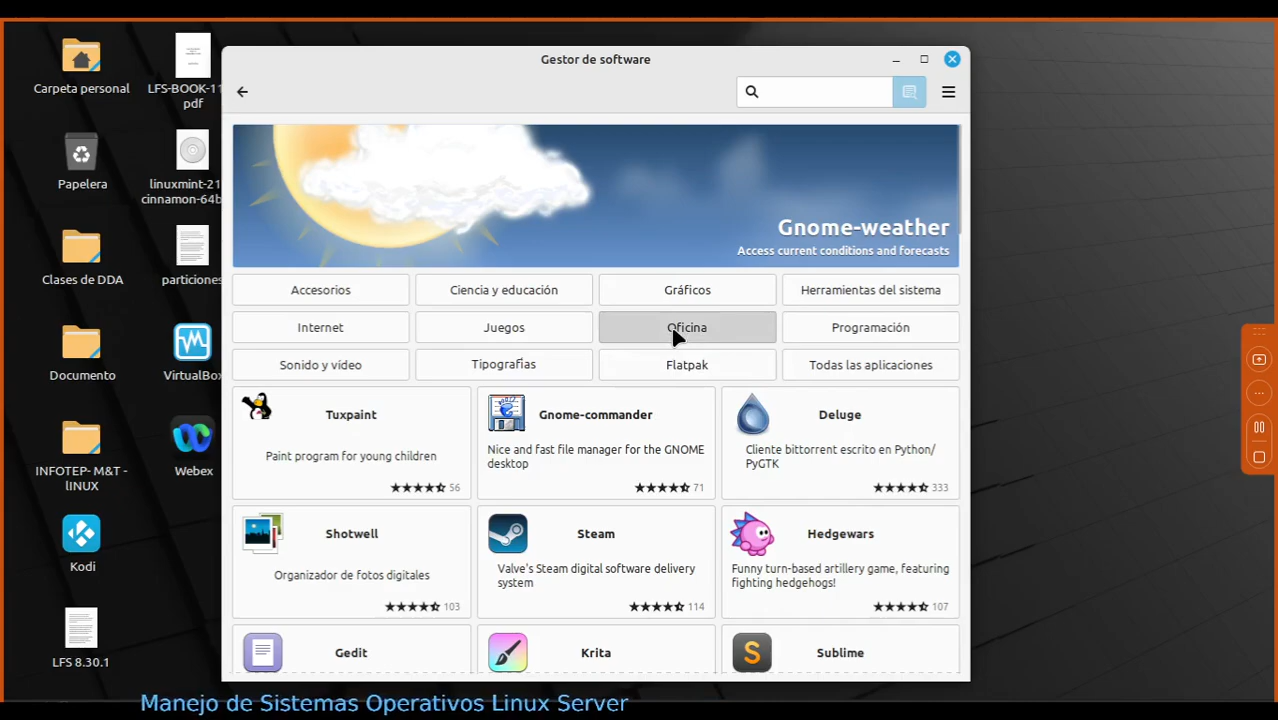 Carpeta personal
LFS-BOOK-11
pdf
Papelera
linuxmint-21
cinnamon-64b
Clases de DDA
particiones
Documento
VirtualBox
INFOTEP- M&T -
lINUX
Webex
Kodi
LFS 8.30.1
Gestor de software
Gnome-weather
Access current conditions and forecasts
Accesorios
Ciencia y educación
Gráficos
Herramientas del sistema
Internet
Juegos
Oficina
Programación
Sonido y vídeo
Tipografías
Flatpak
Todas las aplicaciones
Tuxpaint
Paint program for young children
56
Gnome-commander
Nice and fast file manager for the GNOME
desktop
71
Deluge
Cliente bittorrent escrito en Python/
PyGTK
333
Shotwell
Organizador de fotos digitales
103
Steam
Valve's Steam digital software delivery
system
114
Hedgewars
Funny turn-based artillery game, featuring
fighting hedgehogs!
107
Gedit
Krita
Sublime
Manejo de Sistemas Operativos Linux Server